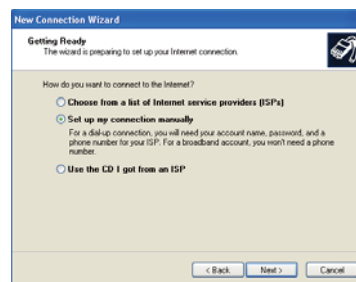 New Connection Wizard
Getting Ready
The wizard is preparing to set up your Internet connection.
How do you want to connect to the Internet?
Choose from a list of Internet service providers (ISPs)
Set up my connection manually
For a dial-up connection, you will need your account name, password, and a
phone number for your ISP. For a broadband account, you won't need a phone
number.
Use the CD I got from an ISP
< Back
Next >
Cancel